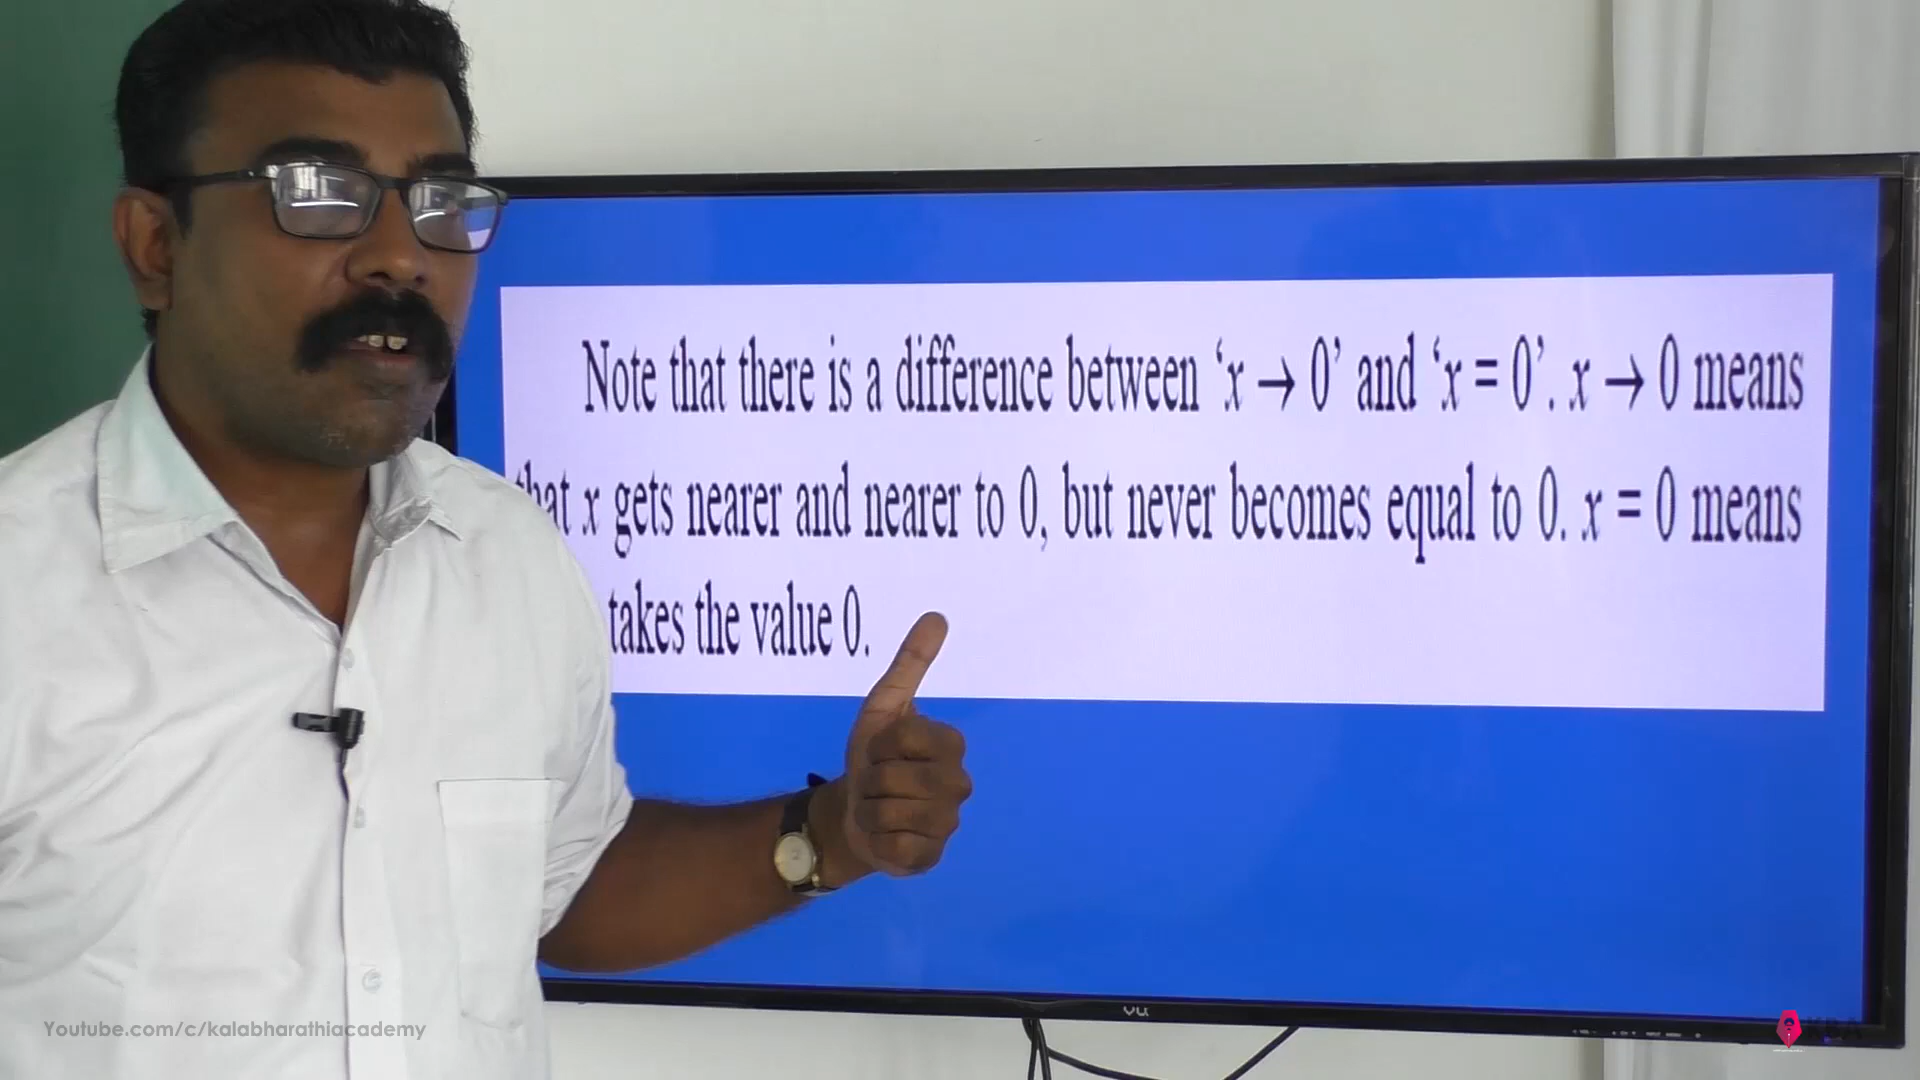 Note that there is a difference between ‘x → 0’ and ‘x = 0’. x → 0 means
that x gets nearer and nearer to 0, but never becomes equal to 0. x = 0 means
takes the value 0.
Youtube.com/c/kalabharathiacademy